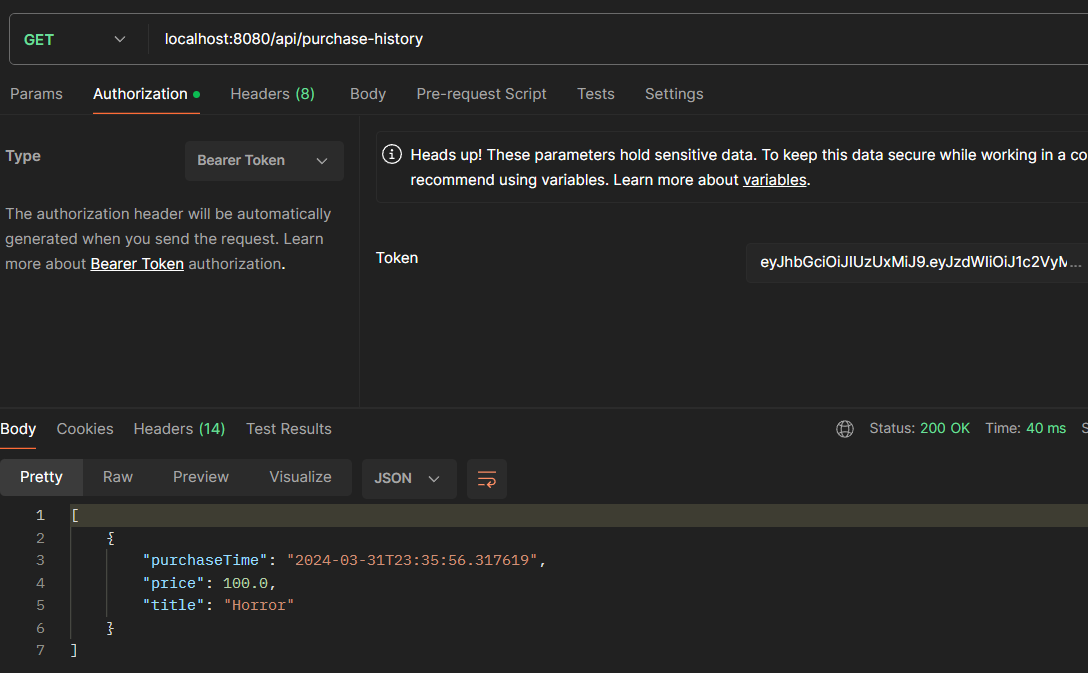 GET localhost:8080/api/purchase-history
Params Authorization Headers (8) Body Pre-request Script Tests Settings
Type Bearer Token
The authorization header will be automatically
generated when you send the request. Learn
more about Bearer Token authorization.
Heads up! These parameters hold sensitive data. To keep this data secure while working in a co
recommend using variables. Learn more about variables.
Token eyJhbGciOiJIUzUxMiJ9.eyJzdWIiOiJ1c2VyM...
Body Cookies Headers (14) Test Results Status: 200 OK Time: 40 ms S
Pretty Raw Preview Visualize JSON
1 [
2 {
3 "purchaseTime": "2024-03-31T23:35:56.317619",
4 "price": 100.0,
5 "title": "Horror"
6 }
7 ]